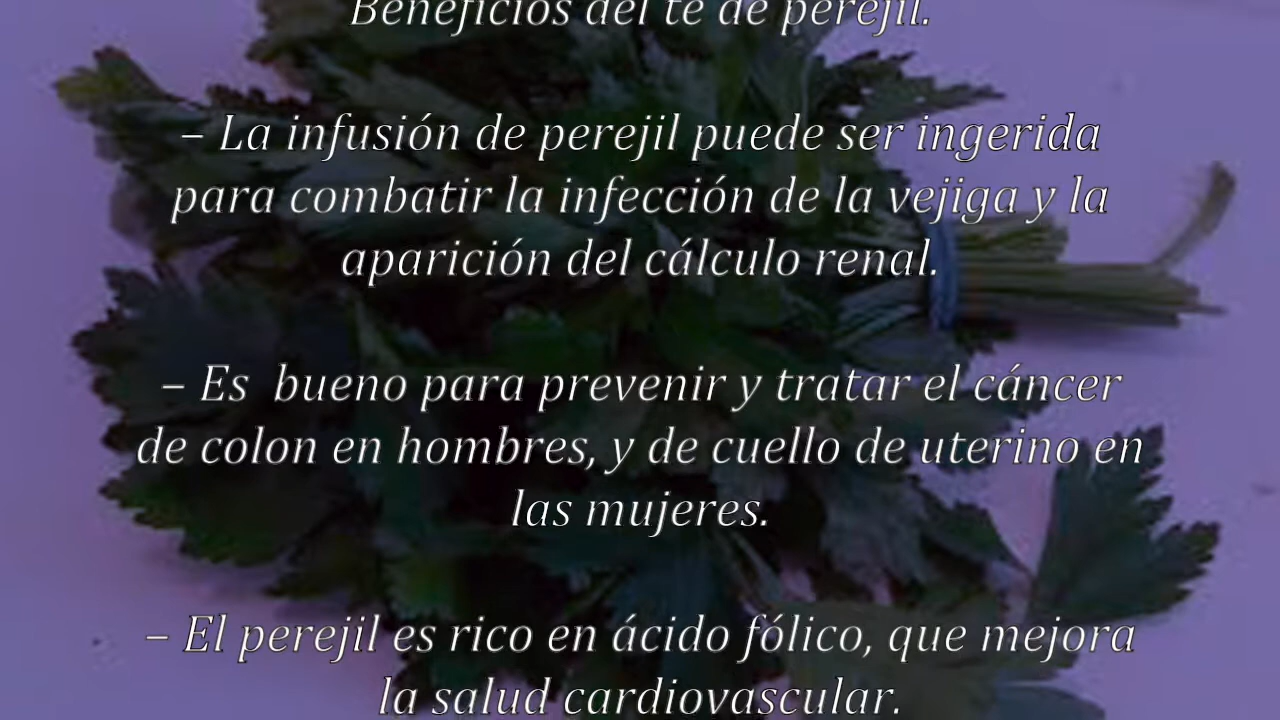 Beneficios del té de perejil.
– La infusión de perejil puede ser ingerida
para combatir la infección de la vejiga y la
aparición del cálculo renal.
– Es  bueno para prevenir y tratar el cáncer
de colon en hombres, y de cuello de uterino en
las mujeres.
– El perejil es rico en ácido fólico, que mejora
la salud cardiovascular.